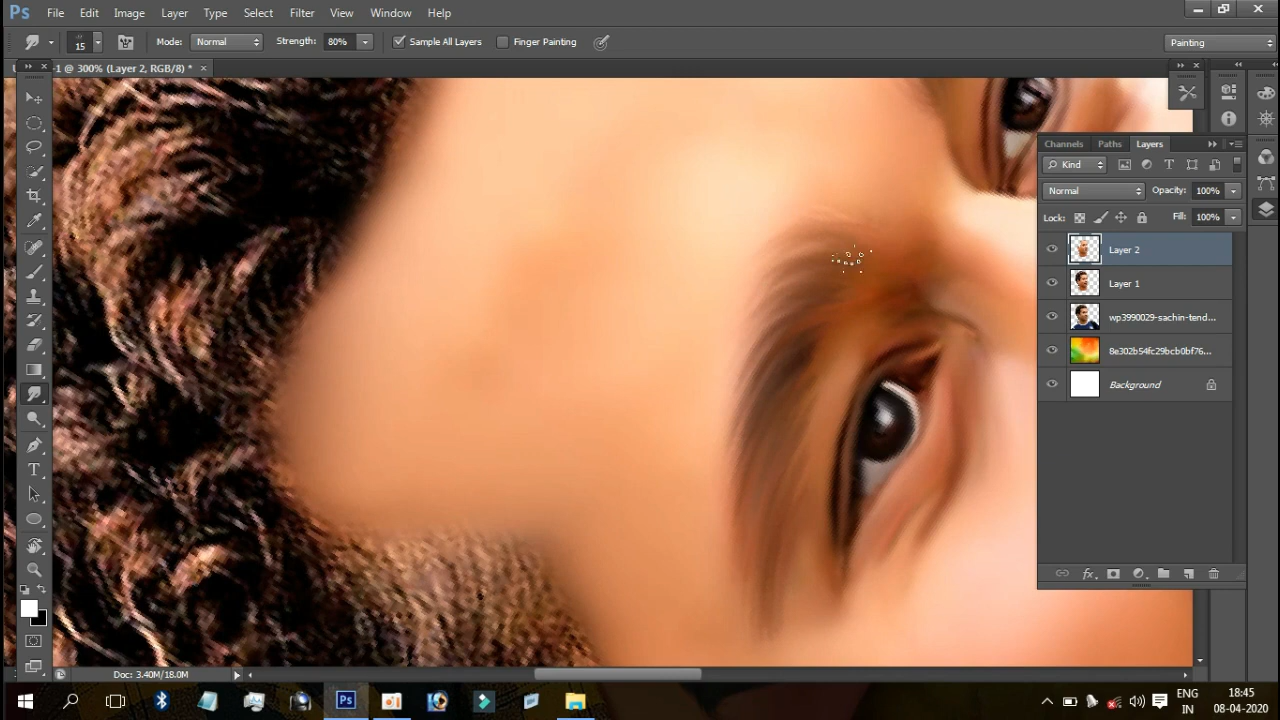 Ps File Edit Image Layer Type Select Filter View Window Help
15 Mode: Normal Strength: 80% Sample All Layers Finger Painting Painting
-1 @ 300% (Layer 2, RGB/8) *
Channels Paths Layers
Kind
Normal Opacity: 100%
Lock: Fill: 100%
Layer 2
Layer 1
wp3990029-sachin-tend...
8e302b54fc29bcb0bf76...
Background
fx
Doc: 3.40M/18.0M
Ps
ENG
IN
18:45
08-04-2020